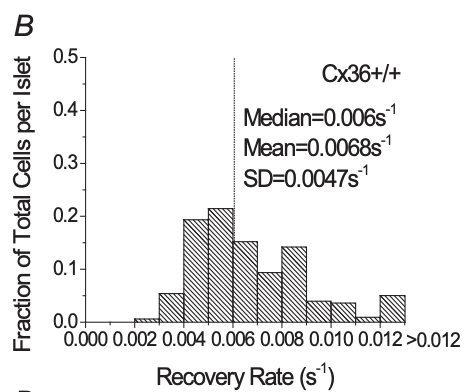 B
0.5
0.4
0.3
0.2
0.1
0.0
Fraction of Total Cells per Islet
Cx36+/+
Median=0.006s⁻¹
Mean=0.0068s⁻¹
SD=0.0047s⁻¹
0.000 0.002 0.004 0.006 0.008 0.010 0.012 >0.012
Recovery Rate (s⁻¹)